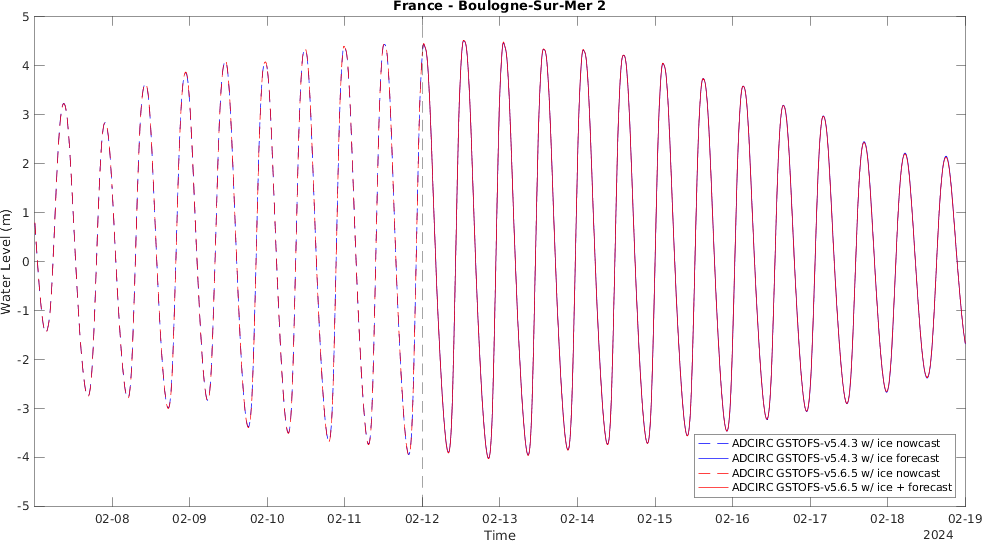 France - Boulogne-Sur-Mer 2
5
4
3
2
1
0
-1
-2
-3
-4
-5
Water Level (m)
ADCIRC GSTOFS-v5.4.3 w/ ice nowcast
ADCIRC GSTOFS-v5.4.3 w/ ice forecast
ADCIRC GSTOFS-v5.6.5 w/ ice nowcast
ADCIRC GSTOFS-v5.6.5 w/ ice + forecast
02-08 02-09 02-10 02-11 02-12 02-13 02-14 02-15 02-16 02-17 02-18 02-19
Time
2024